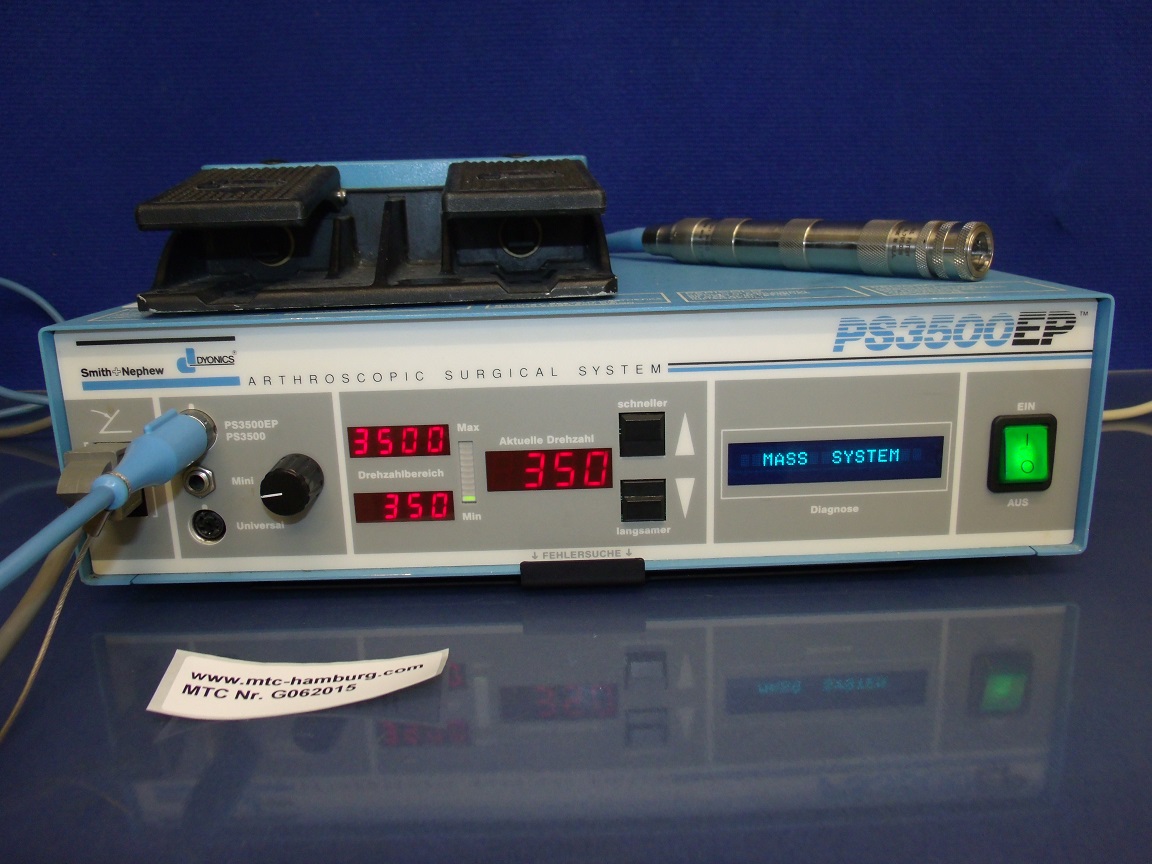 PS3500EP™
Smith+Nephew
DYONICS®
ARTHROSCOPIC SURGICAL SYSTEM
PS3500EP
PS3500
Mini
Universal
3500
Max
Drehzahlbereich
350
Min
Aktuelle Drehzahl
350
schneller
langsamer
↓ FEHLERSUCHE ↓
MASS SYSTEM
Diagnose
EIN
I
O
AUS
www.mtc-hamburg.com
MTC Nr. G062015